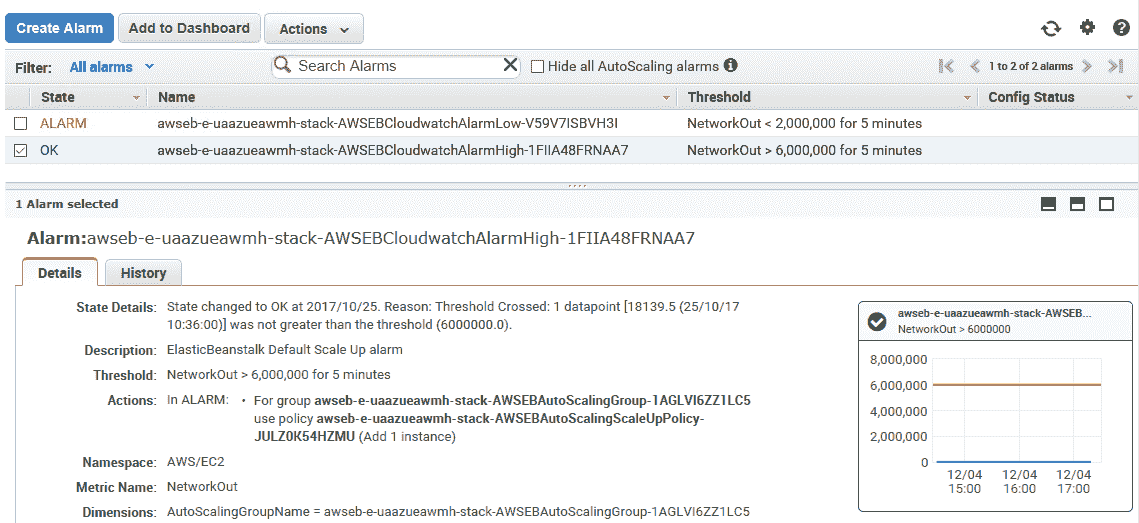 Create Alarm Add to Dashboard Actions
Filter: All alarms Search Alarms Hide all AutoScaling alarms 1 to 2 of 2 alarms
State Name Threshold Config Status
ALARM awseb-e-uaazueawmh-stack-AWSEBCloudwatchAlarmLow-V59V7ISBVH3I NetworkOut < 2,000,000 for 5 minutes
OK awseb-e-uaazueawmh-stack-AWSEBCloudwatchAlarmHigh-1FIIA48FRNAA7 NetworkOut > 6,000,000 for 5 minutes
1 Alarm selected
Alarm:awseb-e-uaazueawmh-stack-AWSEBCloudwatchAlarmHigh-1FIIA48FRNAA7
Details History
State Details: State changed to OK at 2017/10/25. Reason: Threshold Crossed: 1 datapoint [18139.5 (25/10/17
10:36:00)] was not greater than the threshold (6000000.0).
Description: ElasticBeanstalk Default Scale Up alarm
Threshold: NetworkOut > 6,000,000 for 5 minutes
Actions: In ALARM: • For group awseb-e-uaazueawmh-stack-AWSEBAutoScalingGroup-1AGLVI6ZZ1LC5
use policy awseb-e-uaazueawmh-stack-AWSEBAutoScalingScaleUpPolicy-
JULZ0K54HZMU (Add 1 instance)
Namespace: AWS/EC2
Metric Name: NetworkOut
Dimensions: AutoScalingGroupName = awseb-e-uaazueawmh-stack-AWSEBAutoScalingGroup-1AGLVI6ZZ1LC5
awseb-e-uaazueawmh-stack-AWSEB...
NetworkOut > 6000000
8,000,000
6,000,000
4,000,000
2,000,000
0
12/04 12/04 12/04
15:00 16:00 17:00